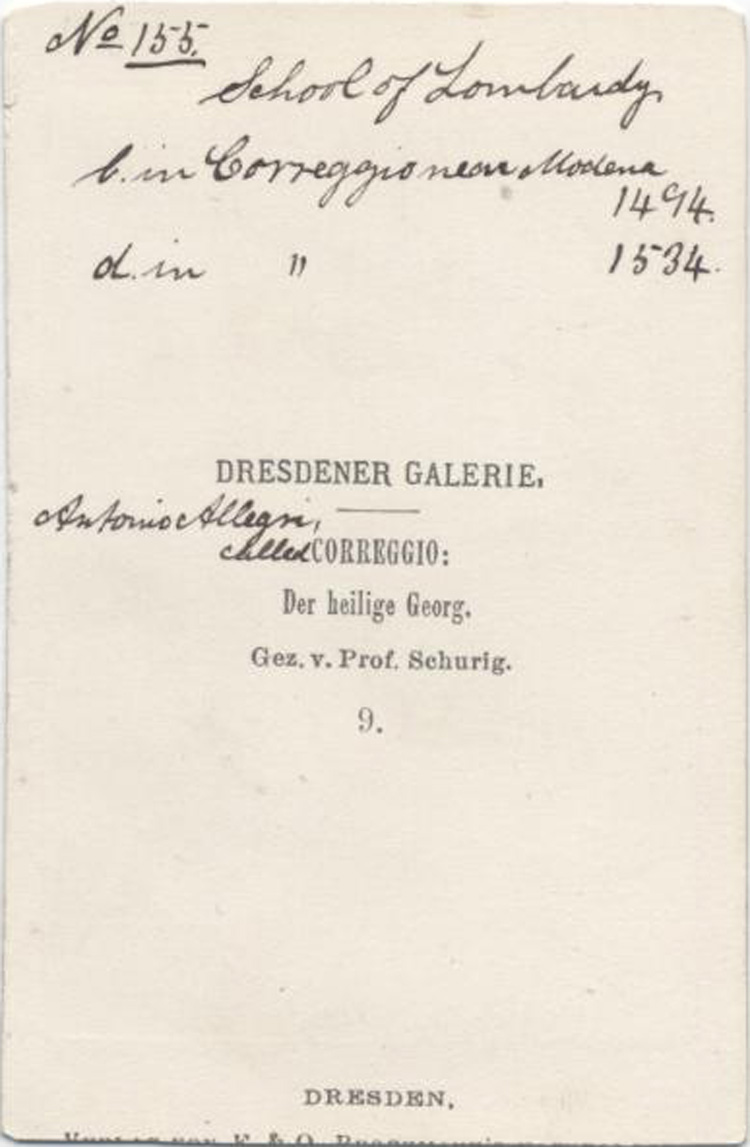 No 155.
School of Lombardy
b. in Correggio near Modena
1494.
d. in " 1534.
DRESDENER GALERIE,
Antonio Allegri,
called CORREGGIO:
Der heilige Georg.
Gez. v. Prof. Schurig.
9.
DRESDEN,